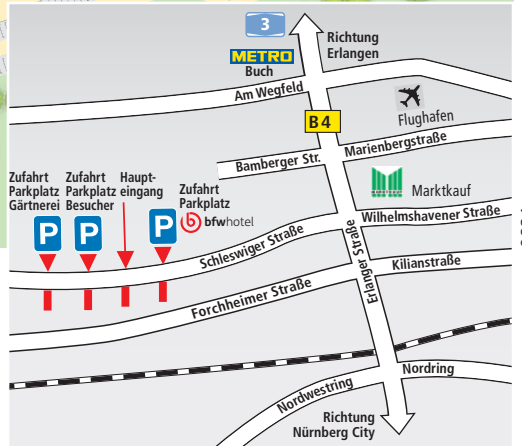 3
Richtung
Erlangen
METRO
Buch
Am Wegfeld
B 4
Flughafen
Marienbergstraße
Bamberger Str.
Marktkauf
Zufahrt
Parkplatz
Gärtnerei
Zufahrt
Parkplatz
Besucher
Haupt-
eingang
Zufahrt
Parkplatz
bfwhotel
P
P
P
Wilhelmshavener Straße
Schleswiger Straße
Erlanger Straße
Kilianstraße
Forchheimer Straße
Nordring
Nordwestring
Richtung
Nürnberg City